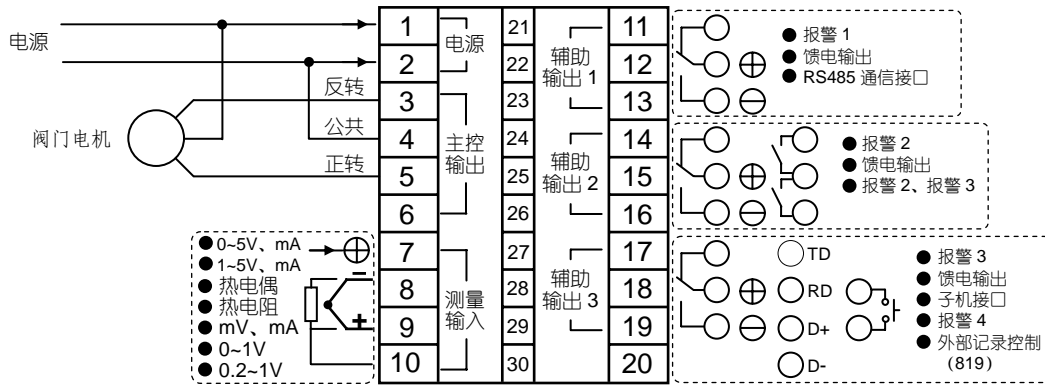 电源
反转
阀门电机
公共
正转
●0~5V、mA
●1~5V、mA
●热电偶
●热电阻
●mV、mA
●0~1V
●0.2~1V
− 
+
1
2
3
4
5
6
7
8
9
10
电源
主控
输出
测量
输入
21
22
23
24
25
26
27
28
29
30
辅助
输出 1
辅助
输出 2
辅助
输出 3
11
12
13
14
15
16
17
18
19
20
● 报警 1
● 馈电输出
● RS485 通信接口
● 报警 2
● 馈电输出
● 报警 2、报警 3
TD
RD
D+
D-
● 报警 3
● 馈电输出
● 子机接口
● 报警 4
● 外部记录控制
(819)